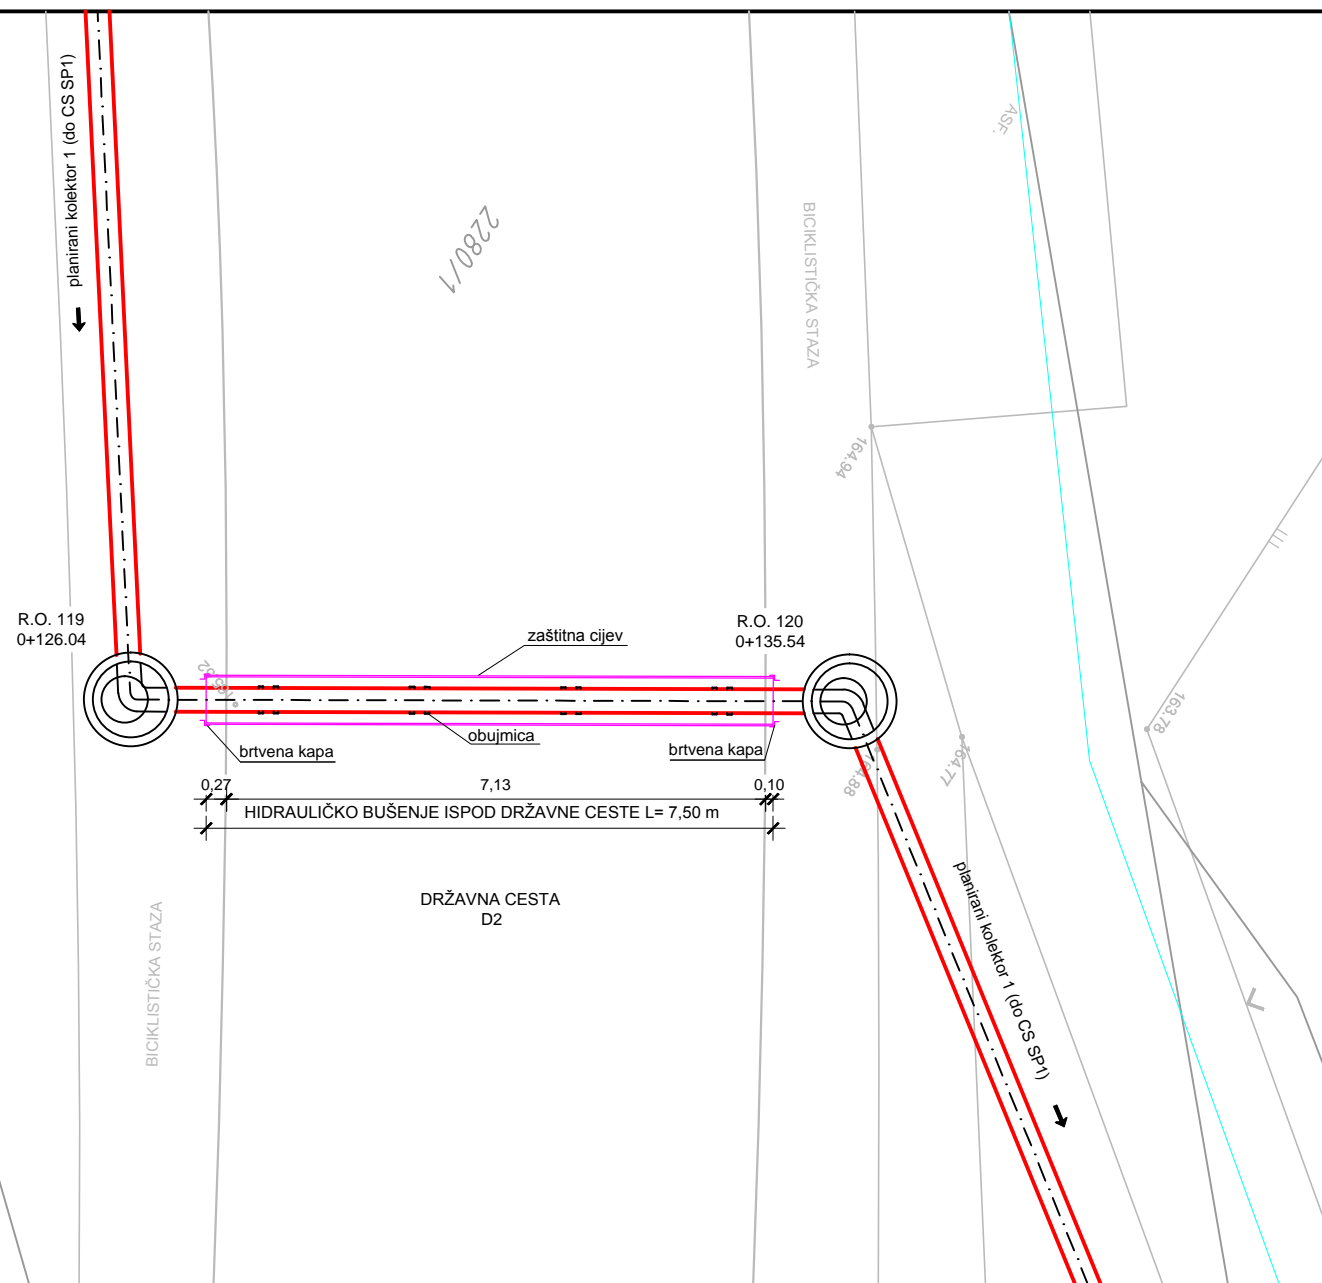 planirani kolektor 1 (do CS SP1)
ASF.
2280/1
BICIKLISTIČKA STAZA
164.94
R.O. 119
0+126.04
R.O. 120
0+135.54
zaštitna cijev
obujmica
brtvena kapa
brtvena kapa
163.78
164.77
164.88
0,27
7,13
0,10
HIDRAULIČKO BUŠENJE ISPOD DRŽAVNE CESTE L= 7,50 m
DRŽAVNA CESTA
D2
BICIKLISTIČKA STAZA
planirani kolektor 1 (do CS SP1)